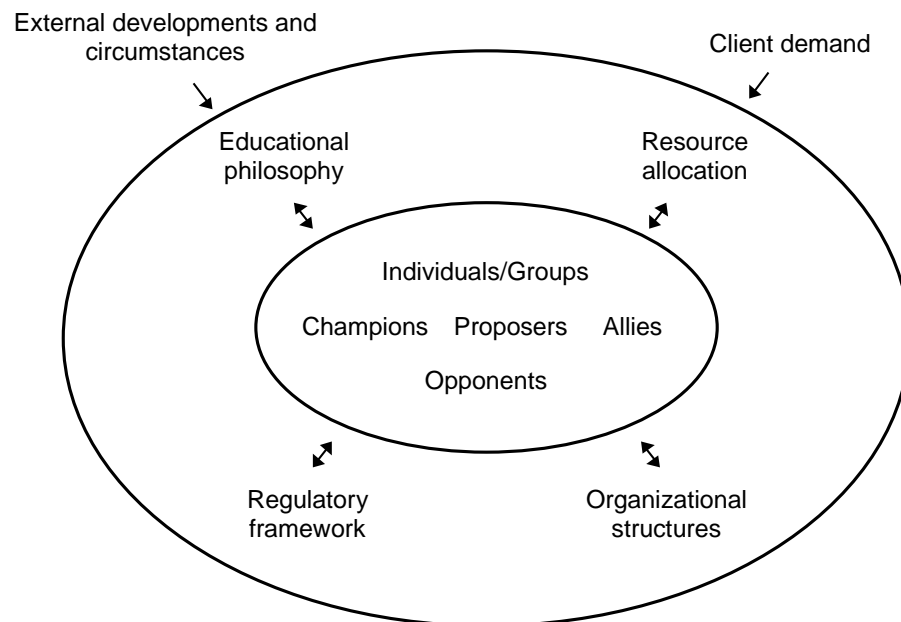 External developments and
circumstances
Client demand
Educational
philosophy
Resource
allocation
Individuals/Groups
Champions Proposers Allies
Opponents
Regulatory
framework
Organizational
structures